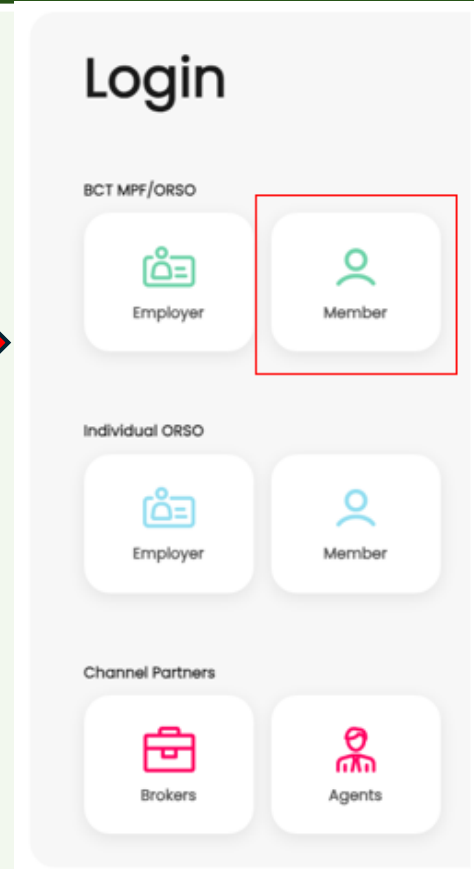 Login
BCT MPF/ORSO
Employer Member
Individual ORSO
Employer Member
Channel Partners
Brokers Agents